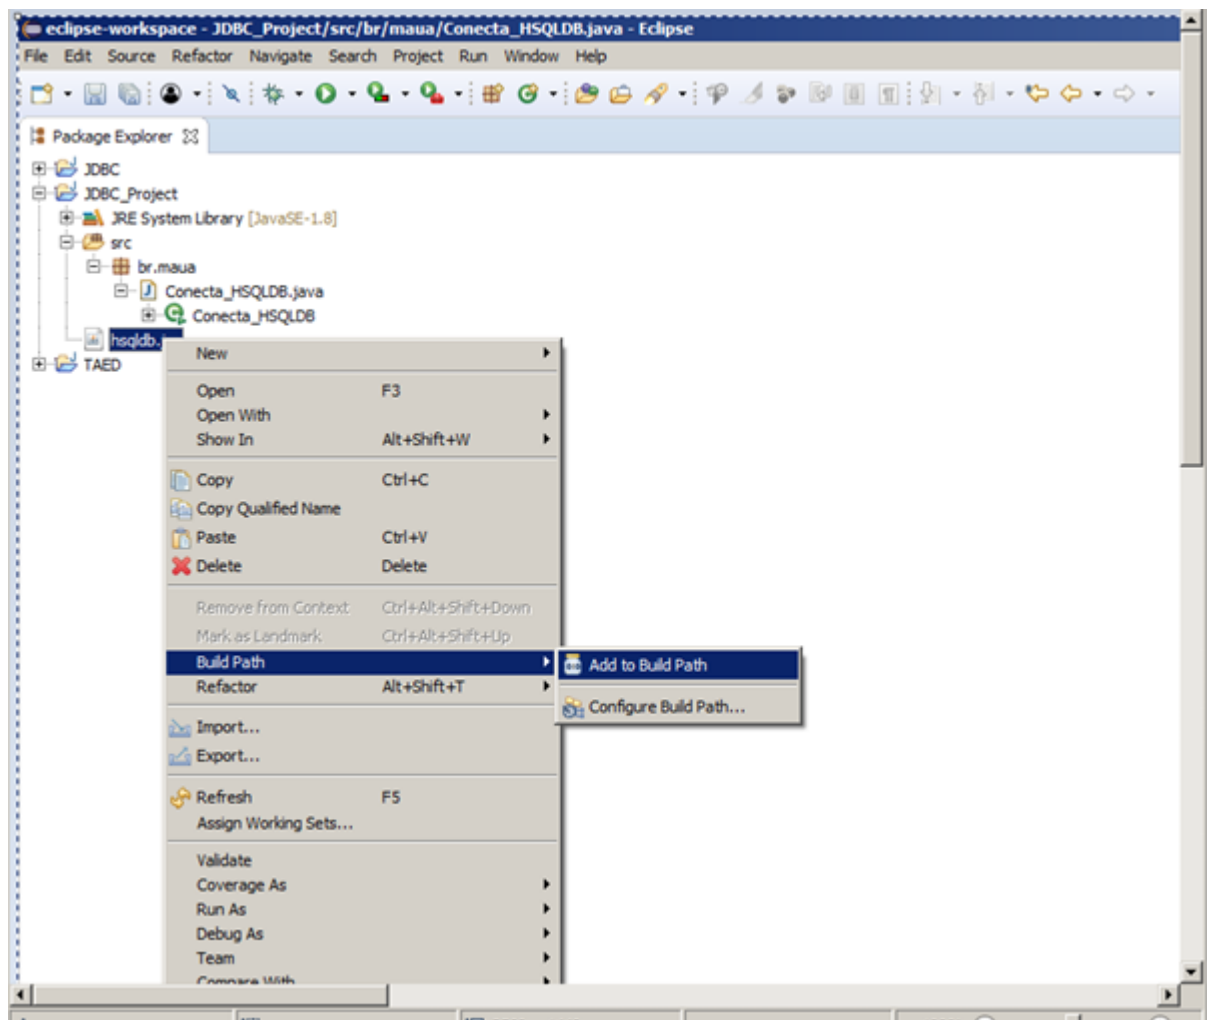 eclipse-workspace - JDBC_Project/src/br/maua/Conecta_HSQLDB.java - Eclipse
File Edit Source Refactor Navigate Search Project Run Window Help
Package Explorer
JDBC
JDBC_Project
JRE System Library [JavaSE-1.8]
src
br.maua
Conecta_HSQLDB.java
Conecta_HSQLDB
hsqldb.
TAED
New
Open F3
Open With
Show In Alt+Shift+W
Copy Ctrl+C
Copy Qualified Name
Paste Ctrl+V
Delete Delete
Remove from Context Ctrl+Alt+Shift+Down
Mark as Landmark Ctrl+Alt+Shift+Up
Build Path
Add to Build Path
Refactor Alt+Shift+T
Configure Build Path...
Import...
Export...
Refresh F5
Assign Working Sets...
Validate
Coverage As
Run As
Debug As
Team
Compare With